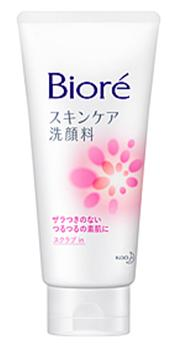 Bioré
スキンケア
洗顔料
ザラつきのない
つるつるの素肌に
スクラブ in
Kao